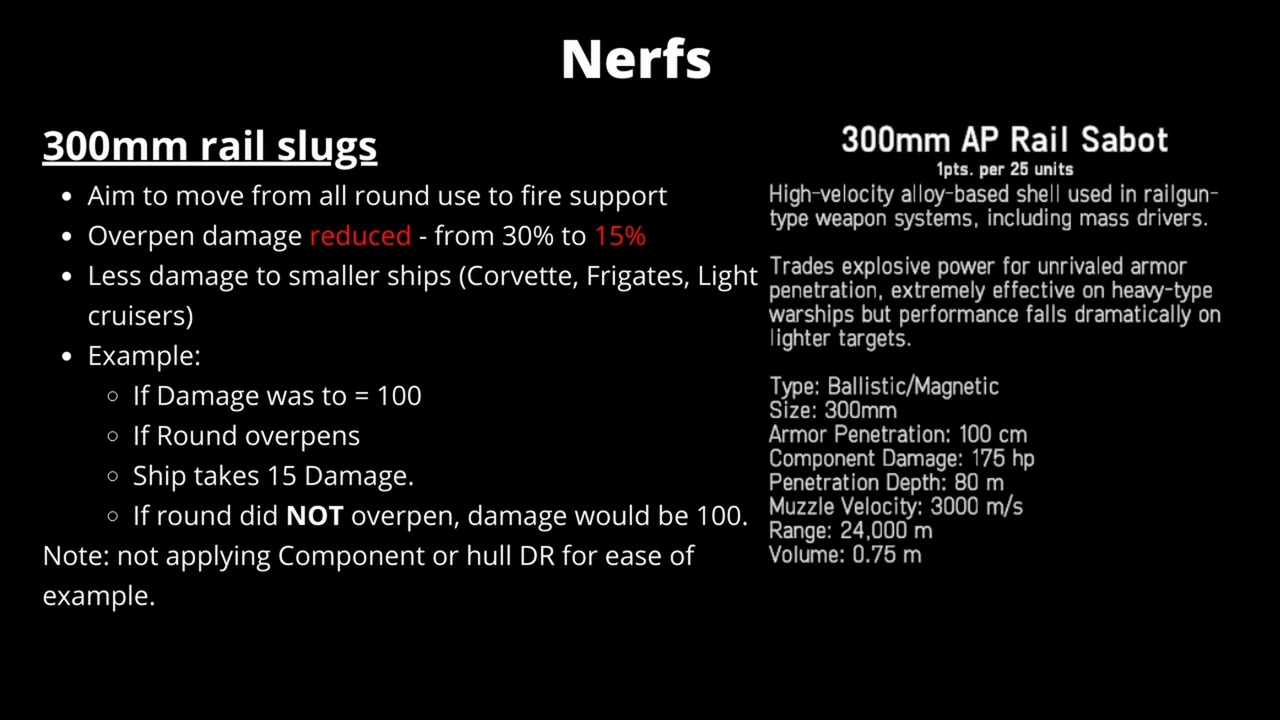 Nerfs
300mm rail slugs
• Aim to move from all round use to fire support
• Overpen damage reduced - from 30% to 15%
• Less damage to smaller ships (Corvette, Frigates, Light
cruisers)
• Example:
○ If Damage was to = 100
○ If Round overpens
○ Ship takes 15 Damage.
○ If round did NOT overpen, damage would be 100.
Note: not applying Component or hull DR for ease of
example.
300mm AP Rail Sabot
1pts. per 25 units
High-velocity alloy-based shell used in railgun-
type weapon systems, including mass drivers.
Trades explosive power for unrivaled armor
penetration, extremely effective on heavy-type
warships but performance falls dramatically on
lighter targets.
Type: Ballistic/Magnetic
Size: 300mm
Armor Penetration: 100 cm
Component Damage: 175 hp
Penetration Depth: 80 m
Muzzle Velocity: 3000 m/s
Range: 24,000 m
Volume: 0.75 m